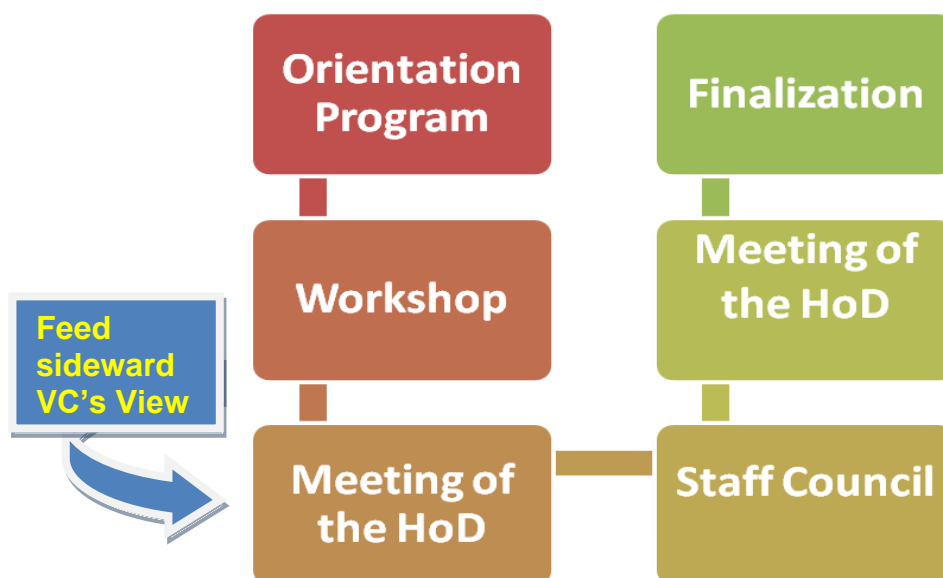 Orientation
Program
Workshop
Feed
sideward
VC's View
Meeting of
the HoD
Staff Council
Meeting of
the HoD
Finalization